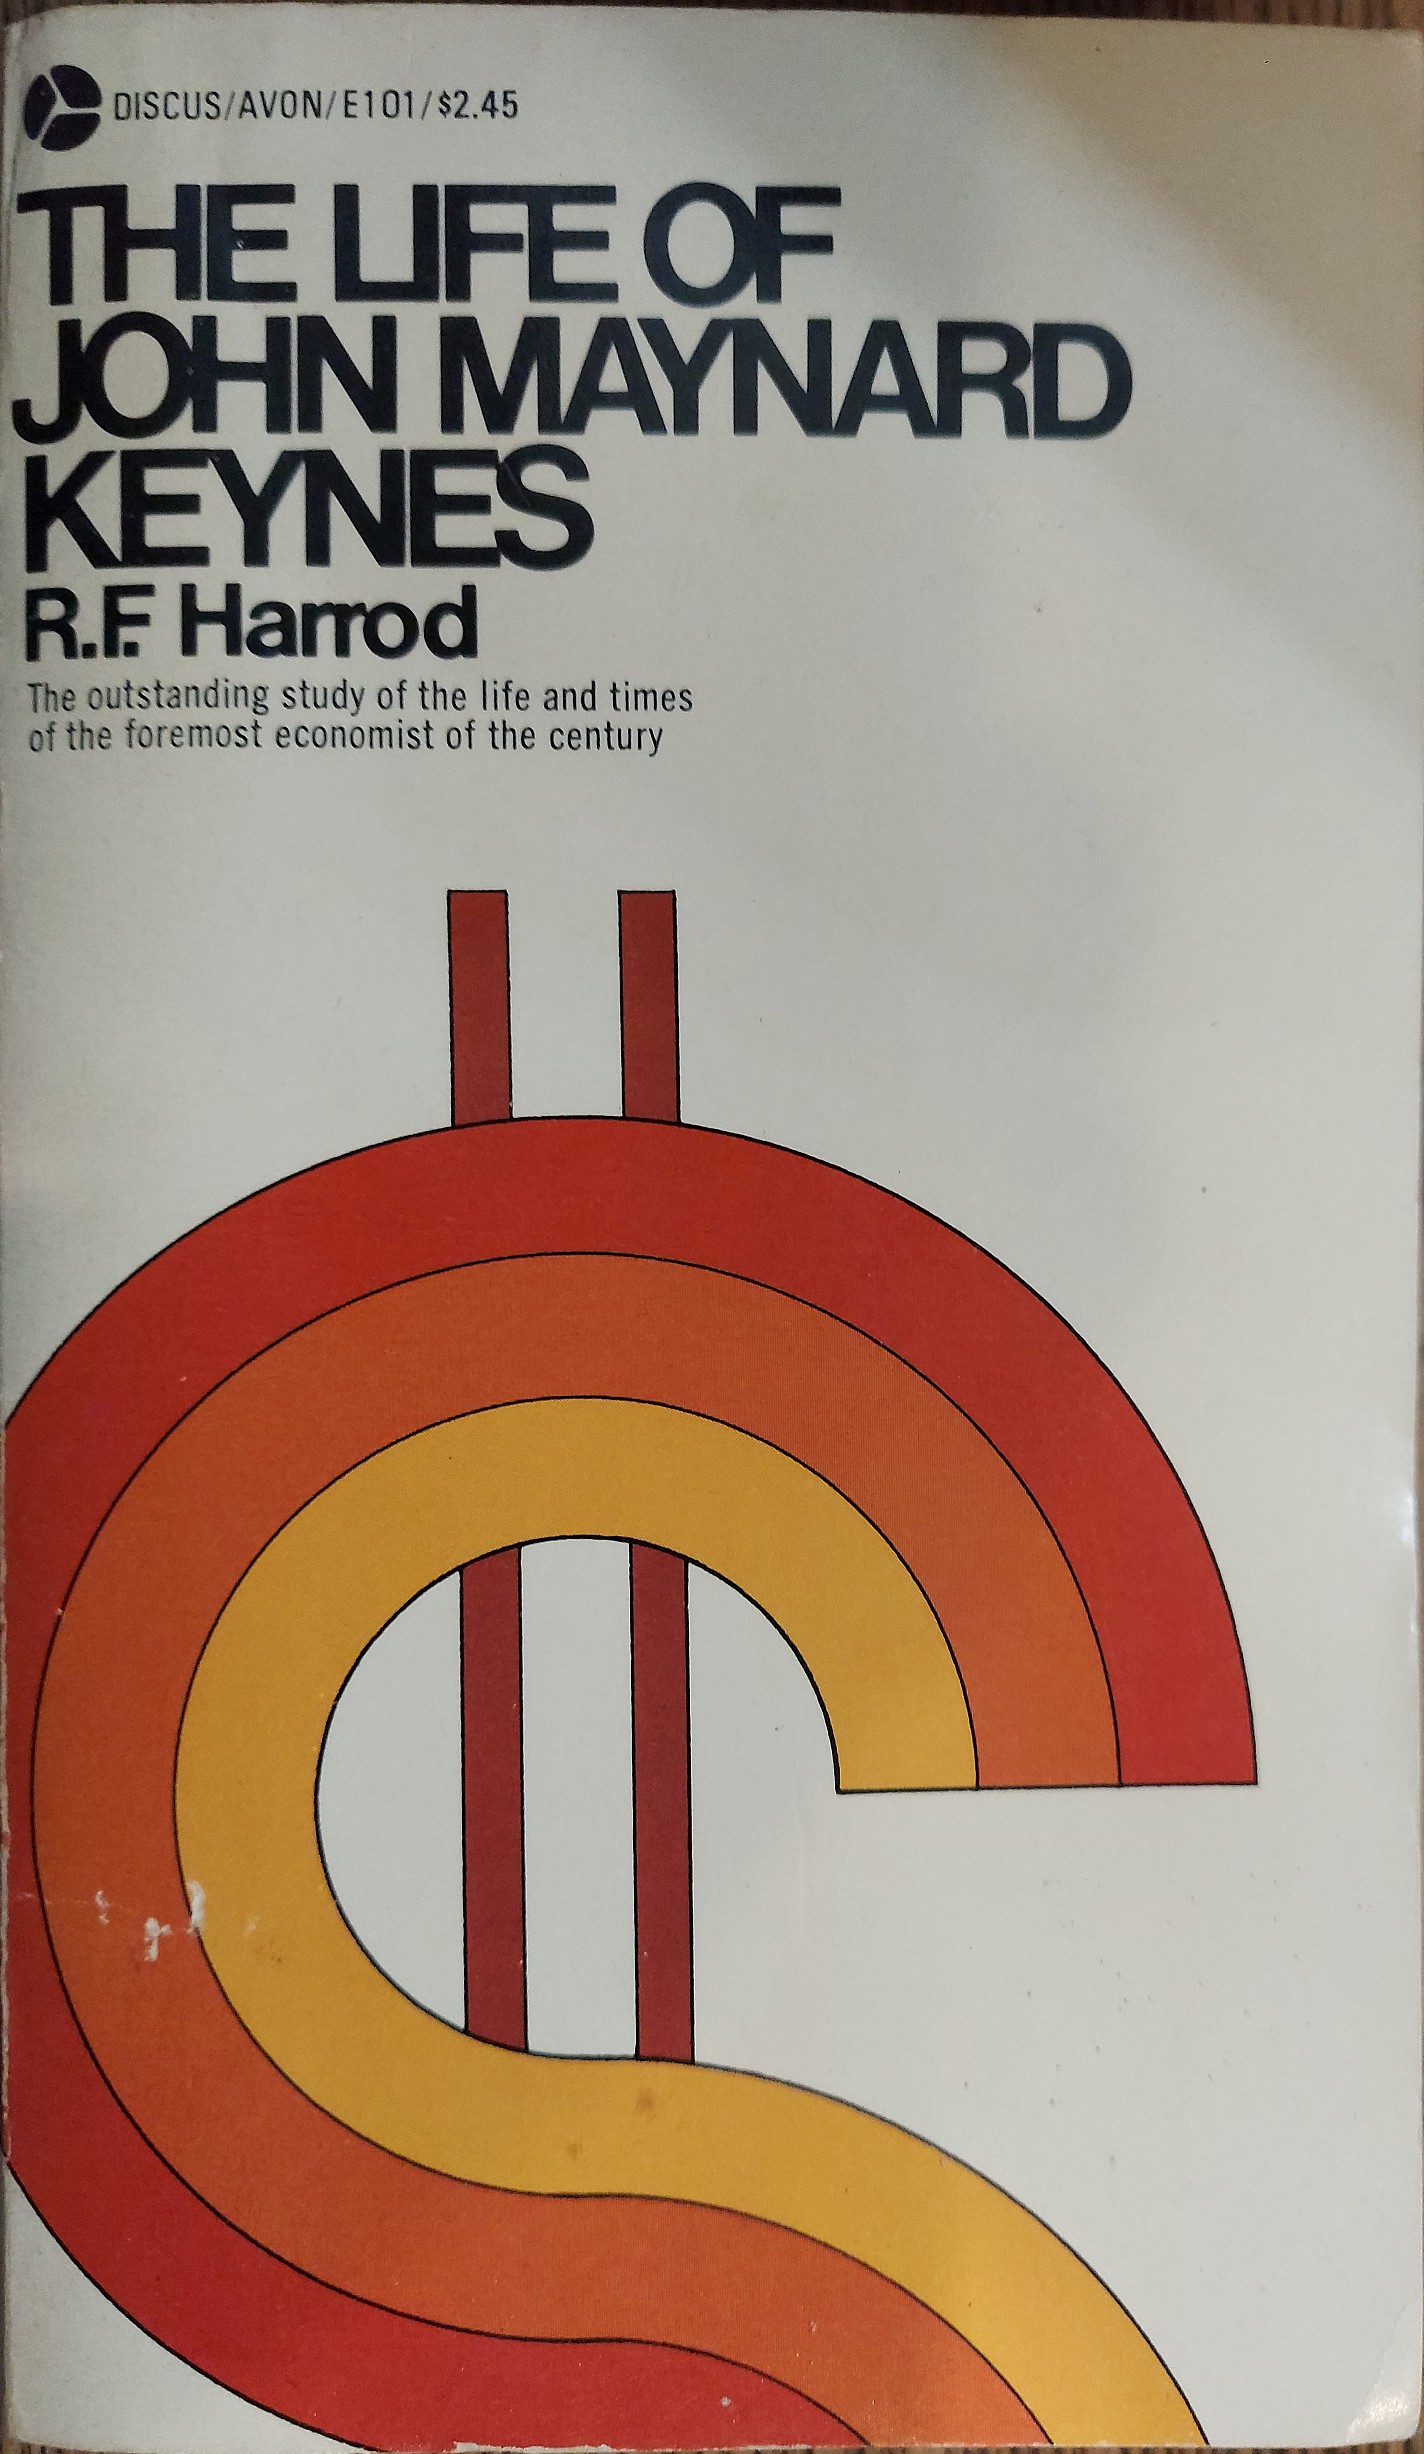 DISCUS/AVON/E101/$2.45
THE LIFE OF
JOHN MAYNARD
KEYNES
R.F. Harrod
The outstanding study of the life and times
of the foremost economist of the century